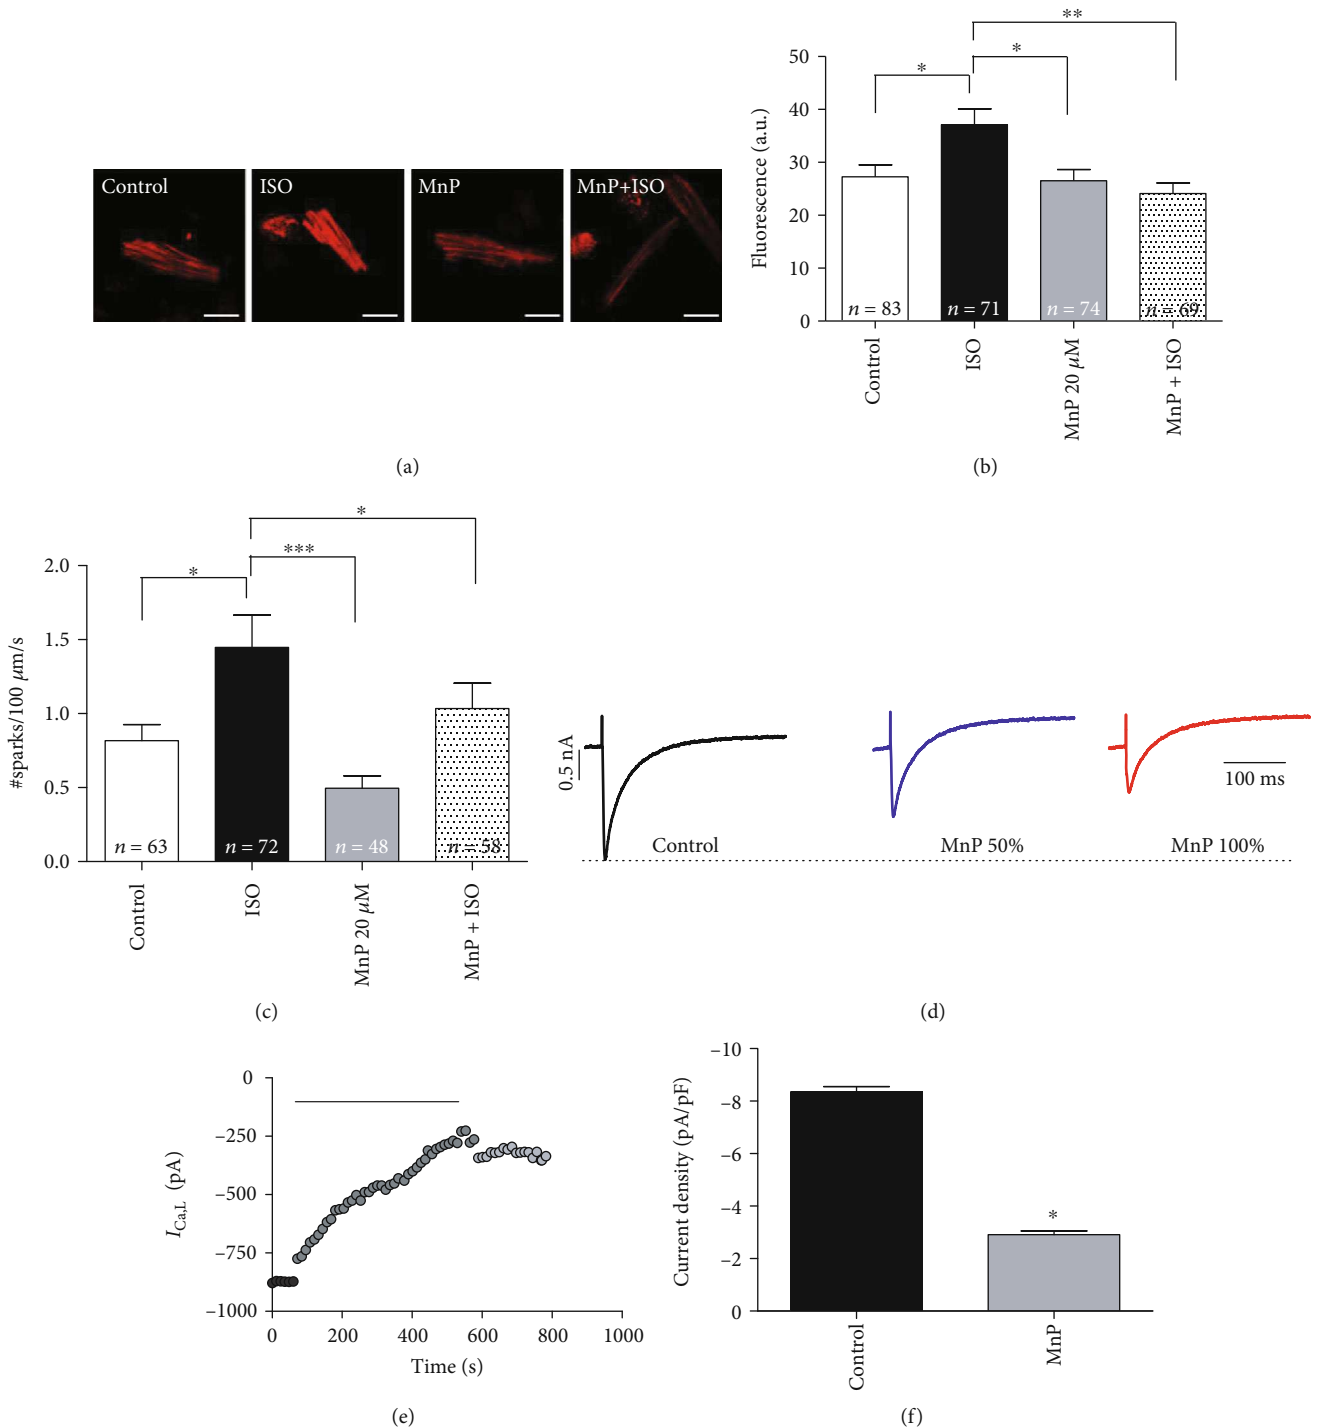 Control
ISO
MnP
MnP+ISO
(a)
**
*
*
50
40
30
20
10
0
Fluorescence (a.u.)
n = 83
n = 71
n = 74
n = 69
Control
ISO
MnP 20 μM
MnP + ISO
(b)
*
***
*
2.0
1.5
1.0
0.5
0.0
#sparks/100 μm/s
n = 63
n = 72
n = 48
n = 58
Control
ISO
MnP 20 μM
MnP + ISO
(c)
0.5 nA
100 ms
Control
MnP 50%
MnP 100%
(d)
0
−250
−500
−750
−1000
I Ca,L (pA)
0
200
400
600
800
1000
Time (s)
(e)
−10
−8
−6
−4
−2
0
Current density (pA/pF)
*
Control
MnP
(f)